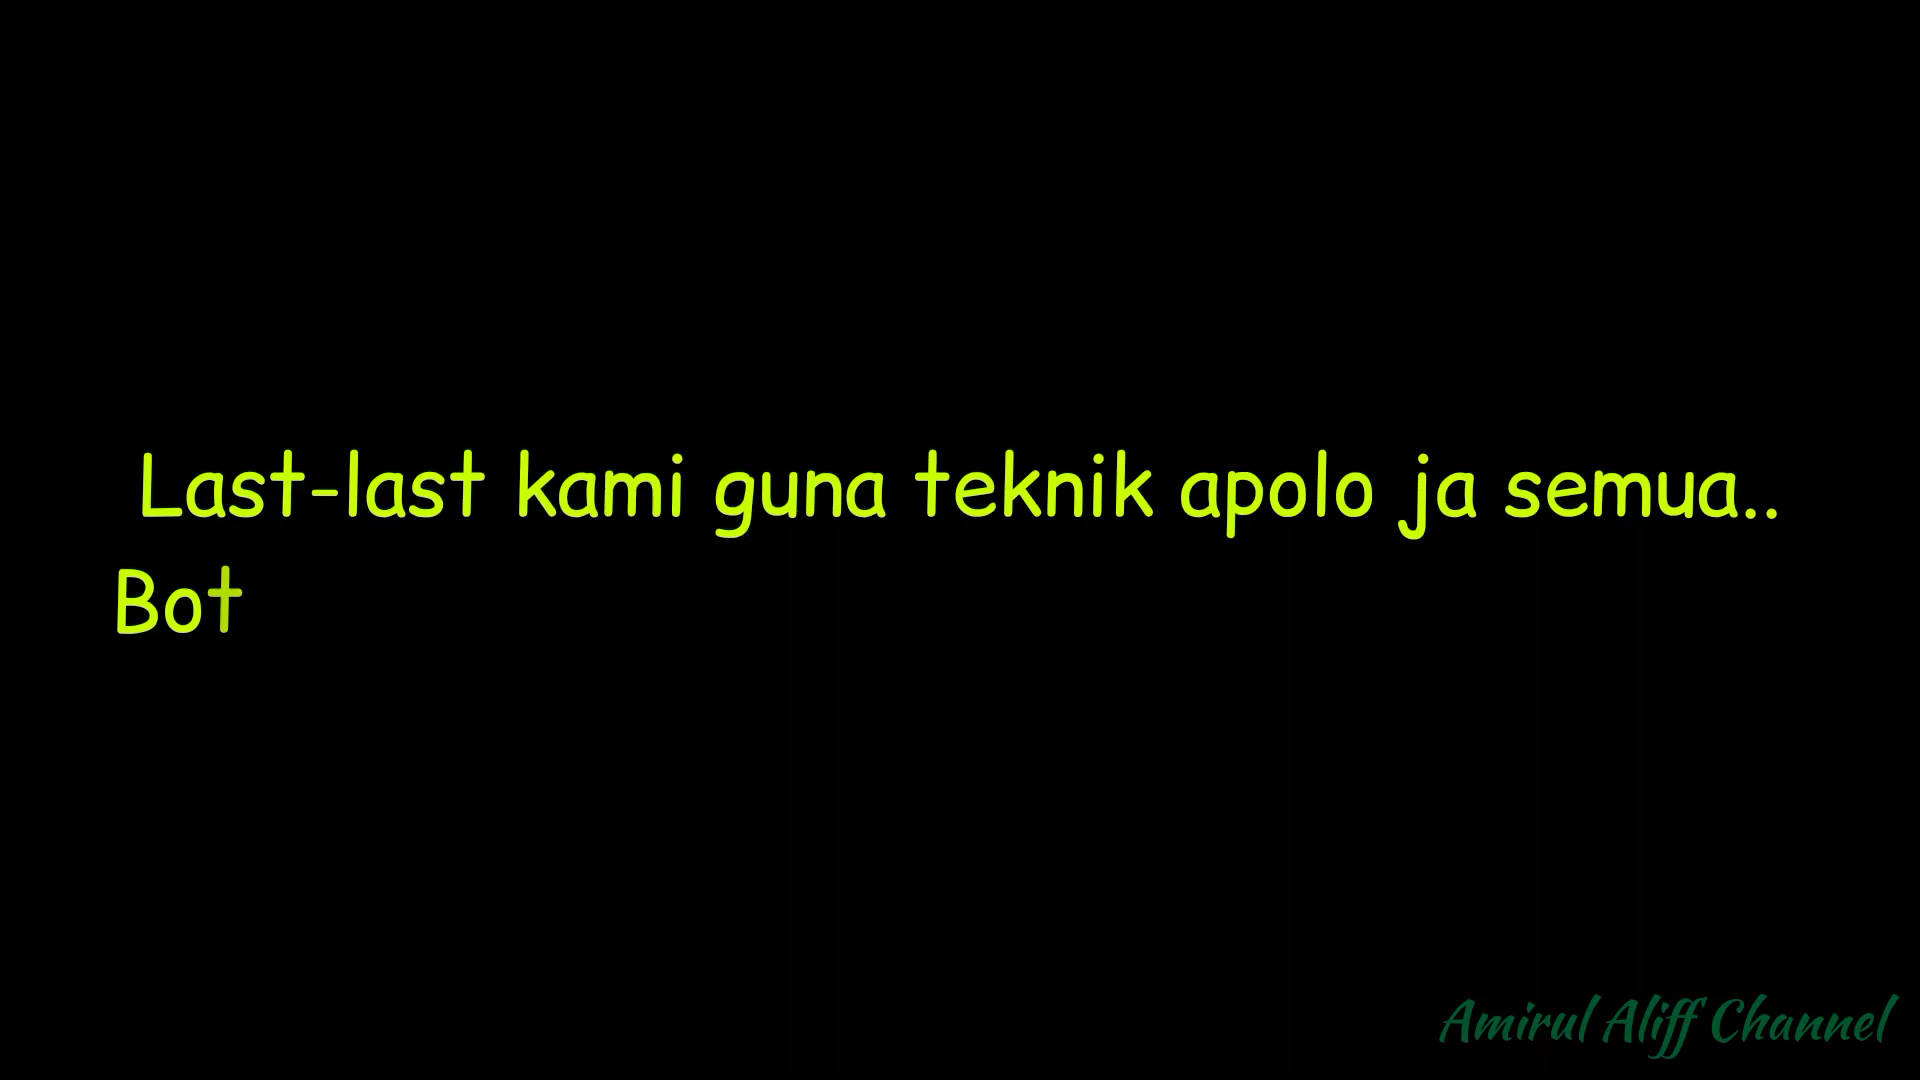 Last-last kami guna teknik apolo ja semua..
Bot
Amirul Aliff Channel